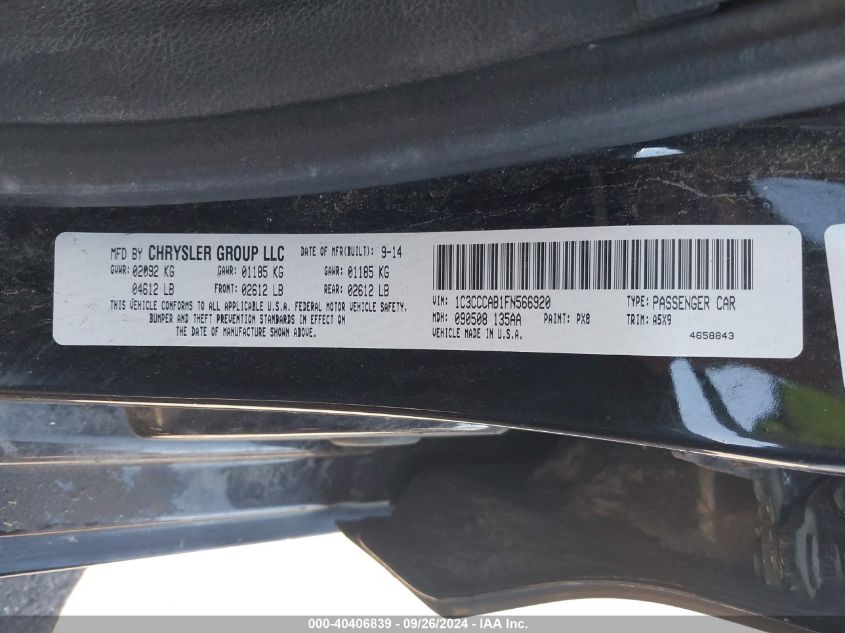 MFD BY CHRYSLER GROUP LLC DATE OF MFR(BUILT): 9-14
GVWR: 02092 KG GAWR: 01185 KG GAWR: 01185 KG
04612 LB FRONT: 02612 LB REAR: 02612 LB
THIS VEHICLE CONFORMS TO ALL APPLICABLE U.S.A. FEDERAL MOTOR VEHICLE SAFETY,
BUMPER AND THEFT PREVENTION STANDARDS IN EFFECT ON
THE DATE OF MANUFACTURE SHOWN ABOVE.
VIN: 1C3CCCAB1FN566920 TYPE: PASSENGER CAR
MDH: 090508 135AA PAINT: PX8 TRIM: A5X9
VEHICLE MADE IN U.S.A. 4658843
000-40406839 - 09/26/2024 - IMAGE PROVIDED BY IAA, Inc.